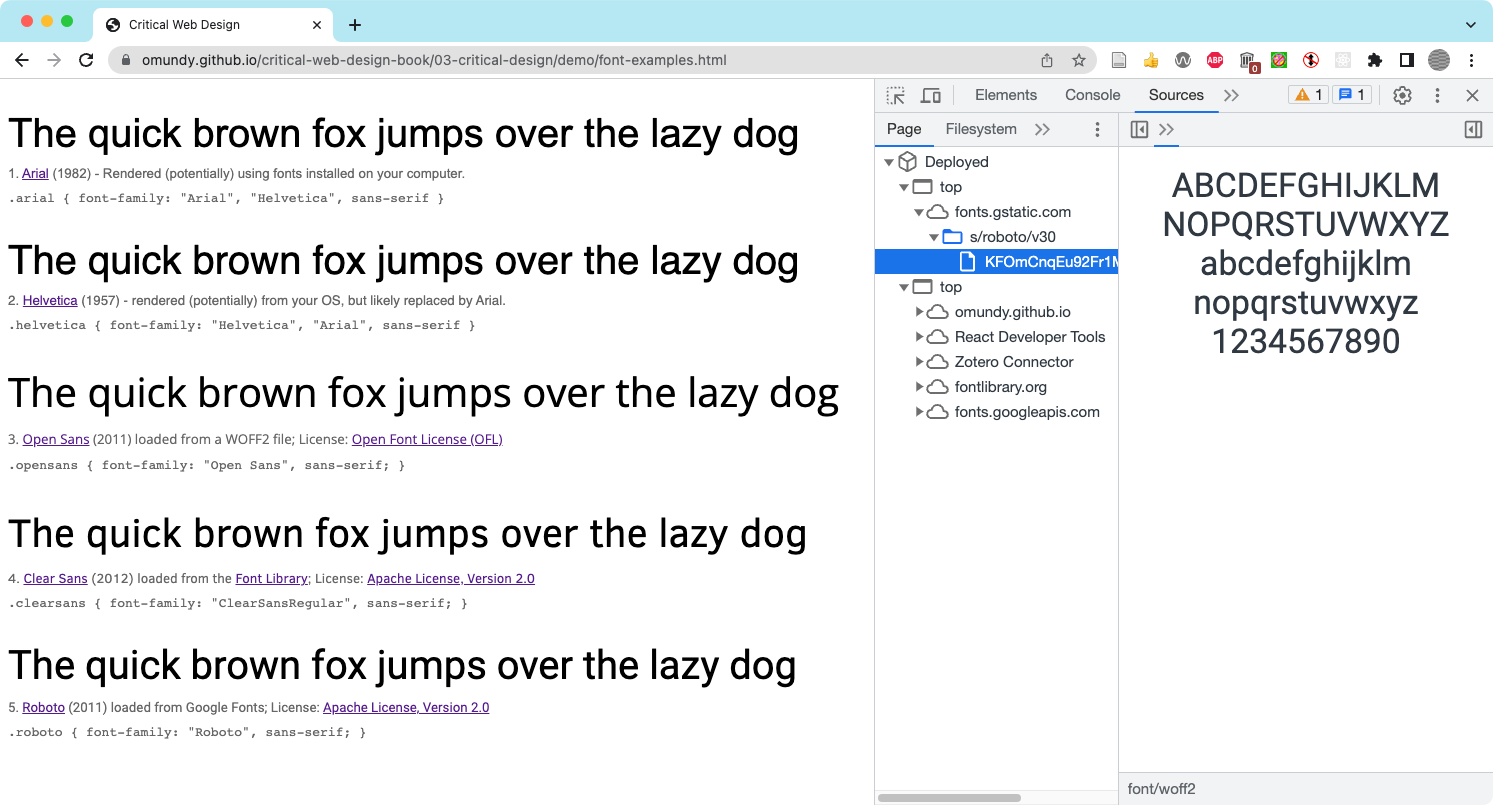 Critical Web Design
omundy.github.io/critical-web-design-book/03-critical-design/demo/font-examples.html
ABP
0
The quick brown fox jumps over the lazy dog
1. Arial (1982) - Rendered (potentially) using fonts installed on your computer.
.arial { font-family: "Arial", "Helvetica", sans-serif }
The quick brown fox jumps over the lazy dog
2. Helvetica (1957) - rendered (potentially) from your OS, but likely replaced by Arial.
.helvetica { font-family: "Helvetica", "Arial", sans-serif }
The quick brown fox jumps over the lazy dog
3. Open Sans (2011) loaded from a WOFF2 file; License: Open Font License (OFL)
.opensans { font-family: "Open Sans", sans-serif; }
The quick brown fox jumps over the lazy dog
4. Clear Sans (2012) loaded from the Font Library; License: Apache License, Version 2.0
.clearsans { font-family: "ClearSansRegular", sans-serif; }
The quick brown fox jumps over the lazy dog
5. Roboto (2011) loaded from Google Fonts; License: Apache License, Version 2.0
.roboto { font-family: "Roboto", sans-serif; }
Elements Console Sources 1 1
Page Filesystem
Deployed
top
fonts.gstatic.com
s/roboto/v30
KFOmCnqEu92Fr1M
top
omundy.github.io
React Developer Tools
Zotero Connector
fontlibrary.org
fonts.googleapis.com
ABCDEFGHIJKLM
NOPQRSTUVWXYZ
abcdefghijklm
nopqrstuvwxyz
1234567890
font/woff2